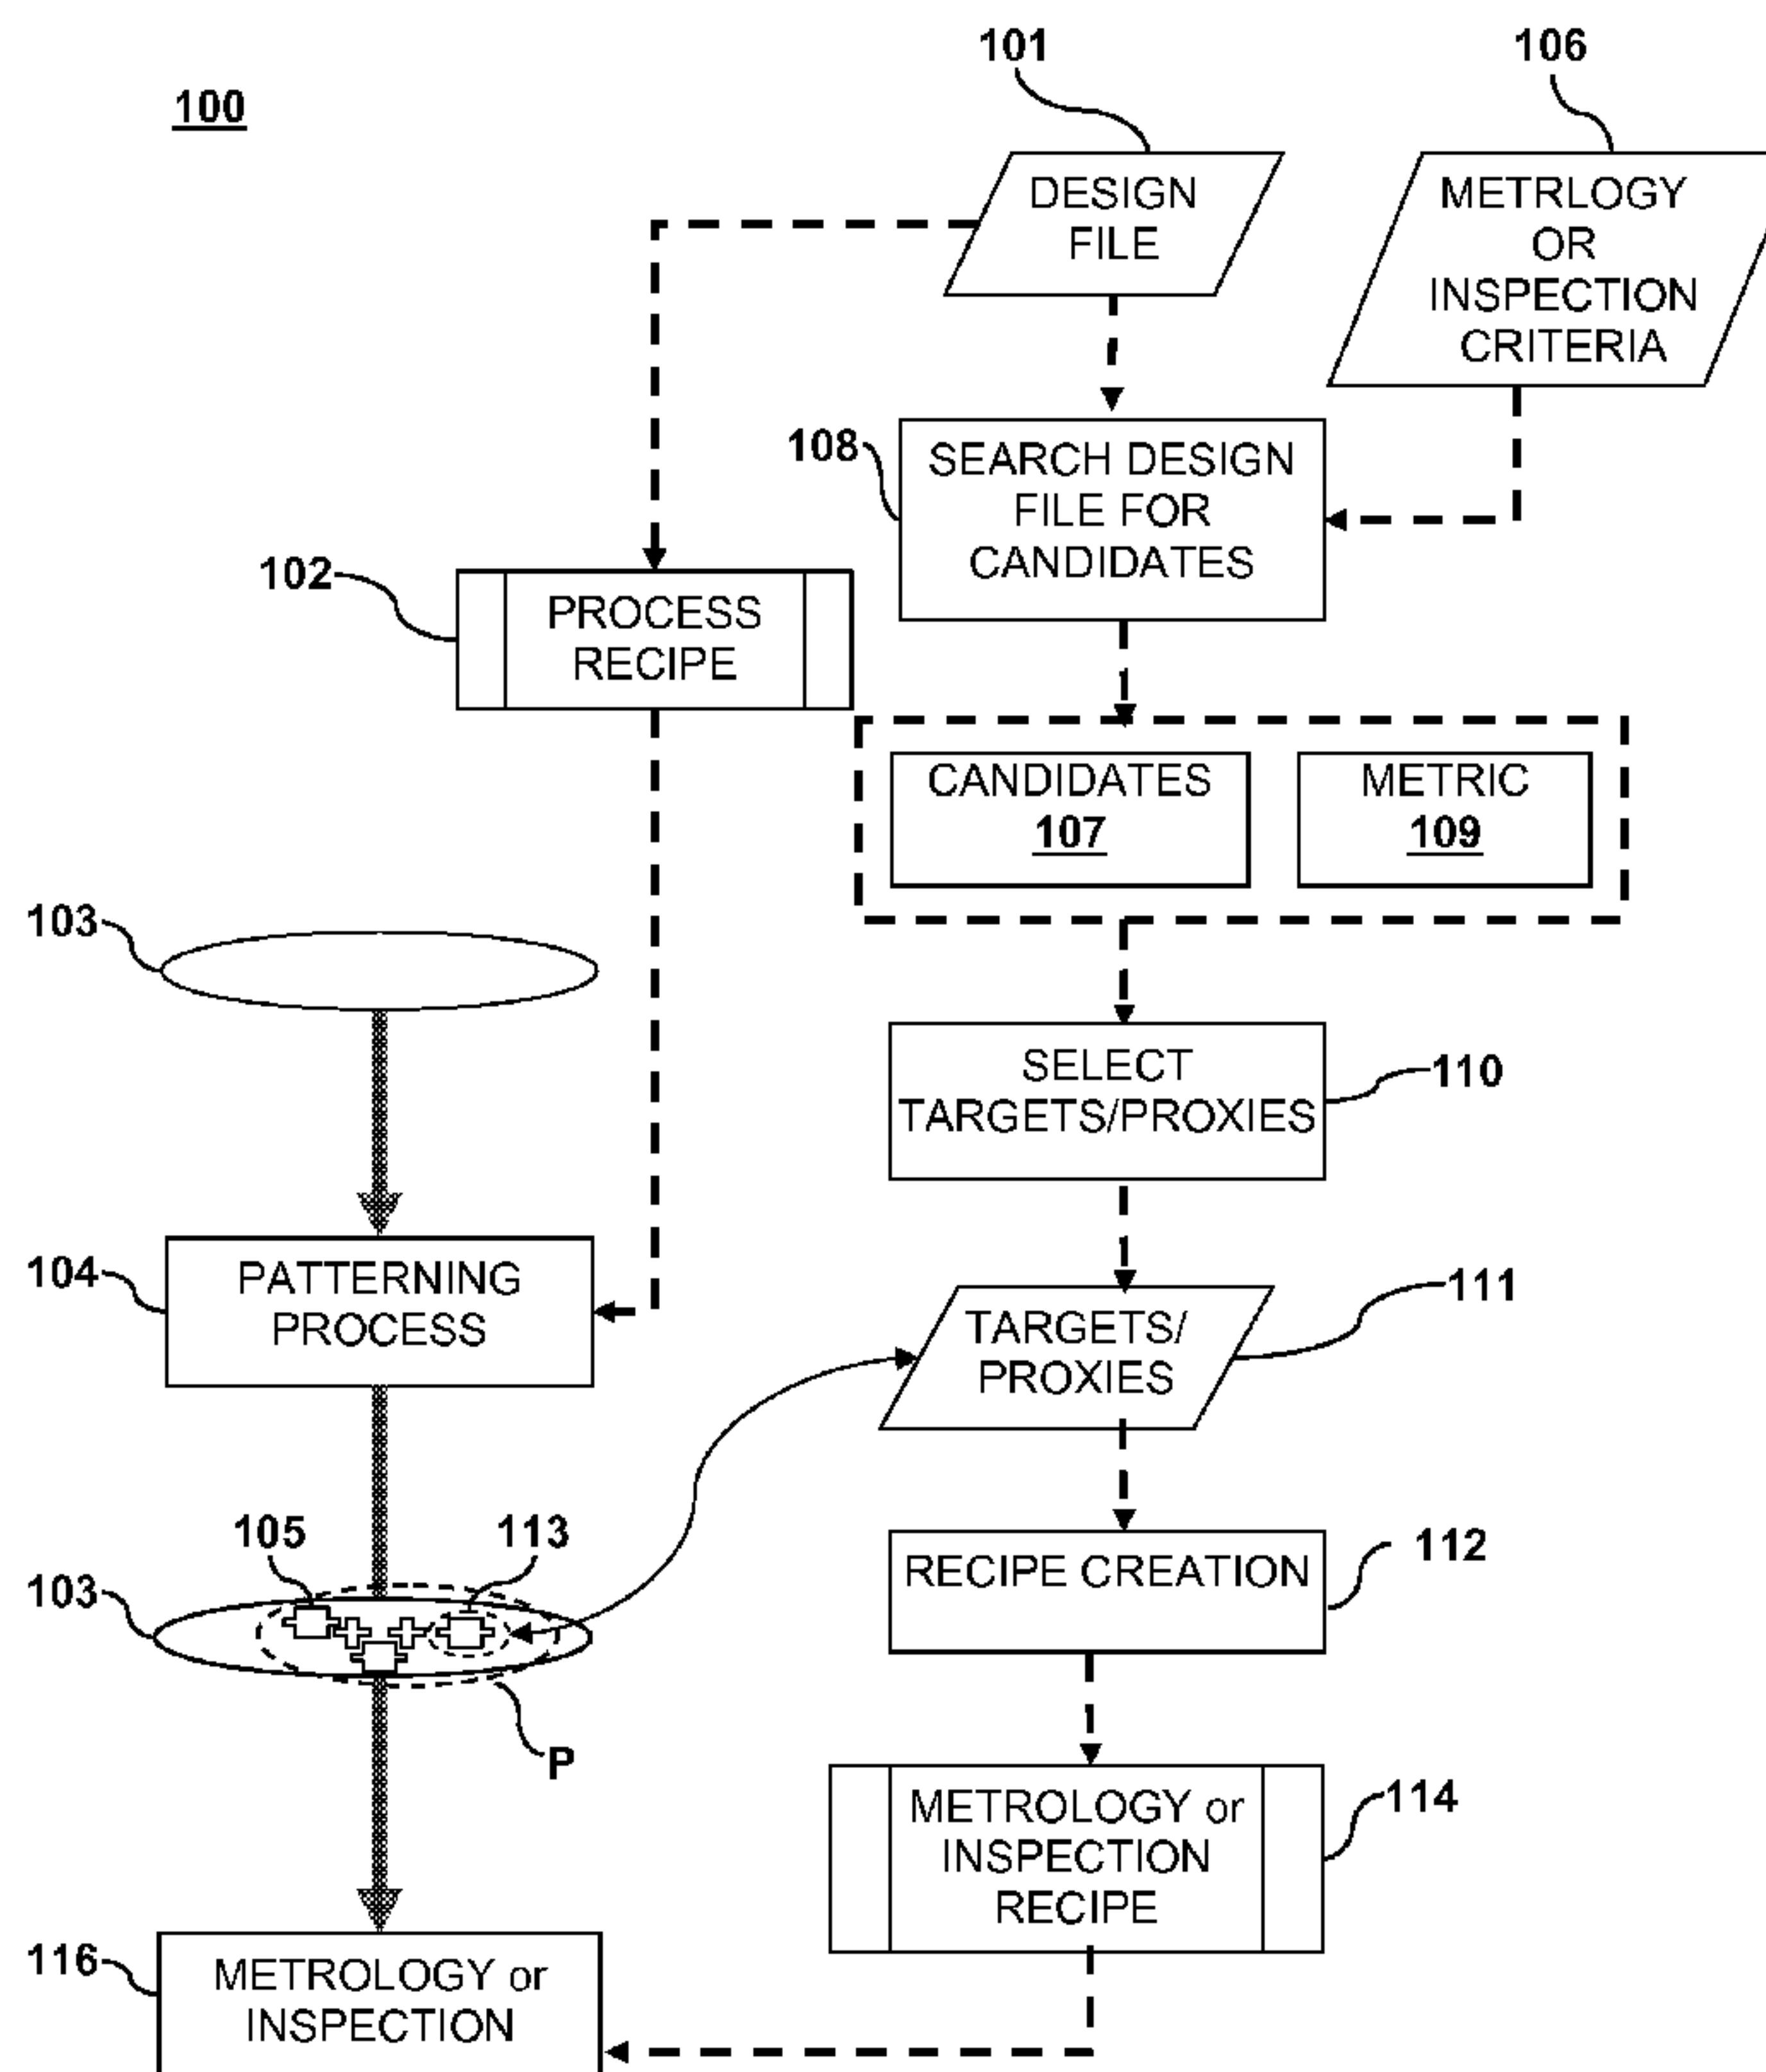 101
106
100
DESIGN
FILE
METRLOGY
OR
INSPECTION
CRITERIA
108
SEARCH DESIGN
FILE FOR
CANDIDATES
102
PROCESS
RECIPE
CANDIDATES
107
METRIC
109
103
SELECT
TARGETS/PROXIES
110
104
PATTERNING
PROCESS
111
TARGETS/
PROXIES
105
113
103
RECIPE CREATION
112
P
METROLOGY or
INSPECTION
RECIPE
114
116
METROLOGY or
INSPECTION